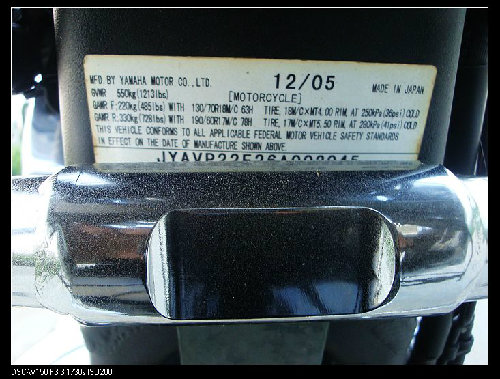 MFD BY YAMAHA MOTOR CO., LTD. 12/05 MADE IN JAPAN
GVWR 550kg (1213lbs) [MOTORCYCLE]
GAWR F: 220kg (485lbs) WITH 130/70R18M/C 63H TIRE, 18M/C×MT4.00 RIM, AT 250kPa (36psi) COLD
GAWR R: 330kg (728lbs) WITH 190/60R17M/C 78H TIRE, 17M/C×MT5.50 RIM, AT 280kPa (41psi) COLD
THIS VEHICLE CONFORMS TO ALL APPLICABLE FEDERAL MOTOR VEHICLE SAFETY STANDARDS
IN EFFECT ON THE DATE OF MANUFACTURE SHOWN ABOVE.